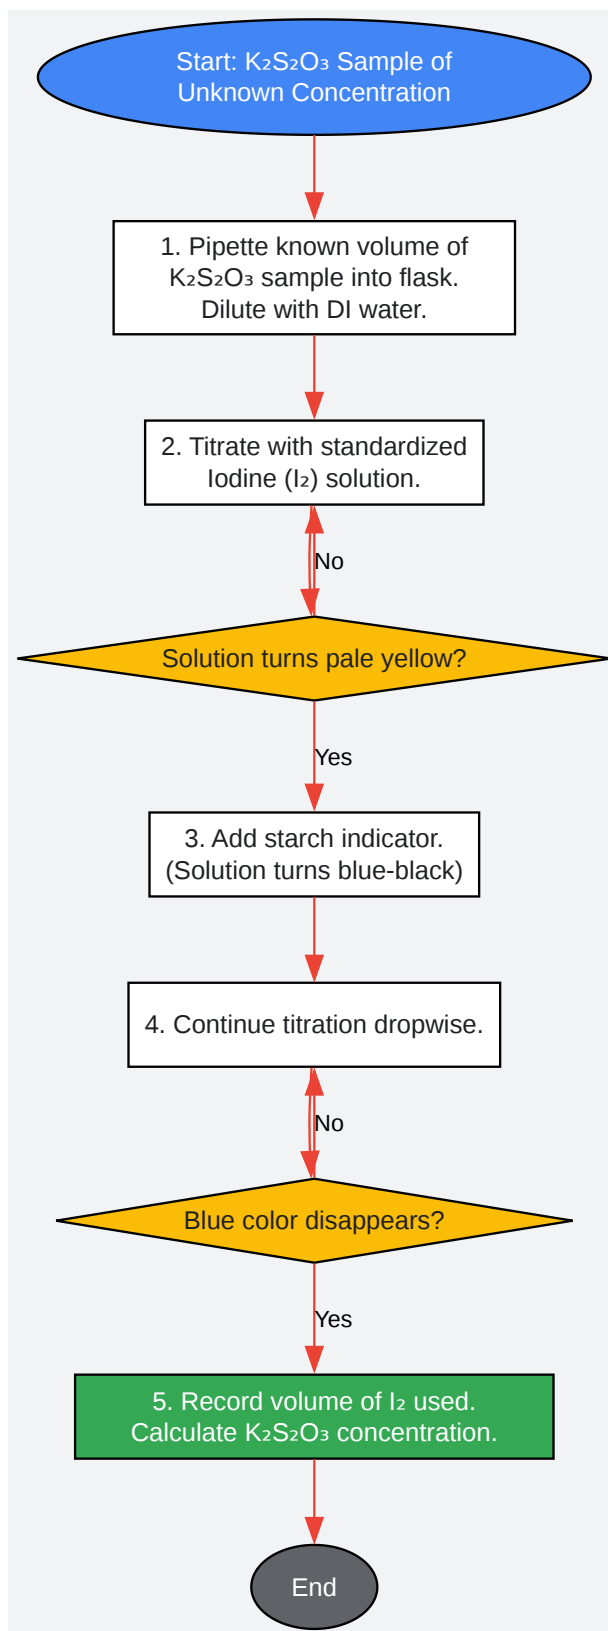 Start: K₂S₂O₃ Sample of
Unknown Concentration
1. Pipette known volume of
K₂S₂O₃ sample into flask.
Dilute with DI water.
2. Titrate with standardized
Iodine (I₂) solution.
No
Solution turns pale yellow?
Yes
3. Add starch indicator.
(Solution turns blue-black)
4. Continue titration dropwise.
No
Blue color disappears?
Yes
5. Record volume of I₂ used.
Calculate K₂S₂O₃ concentration.
End